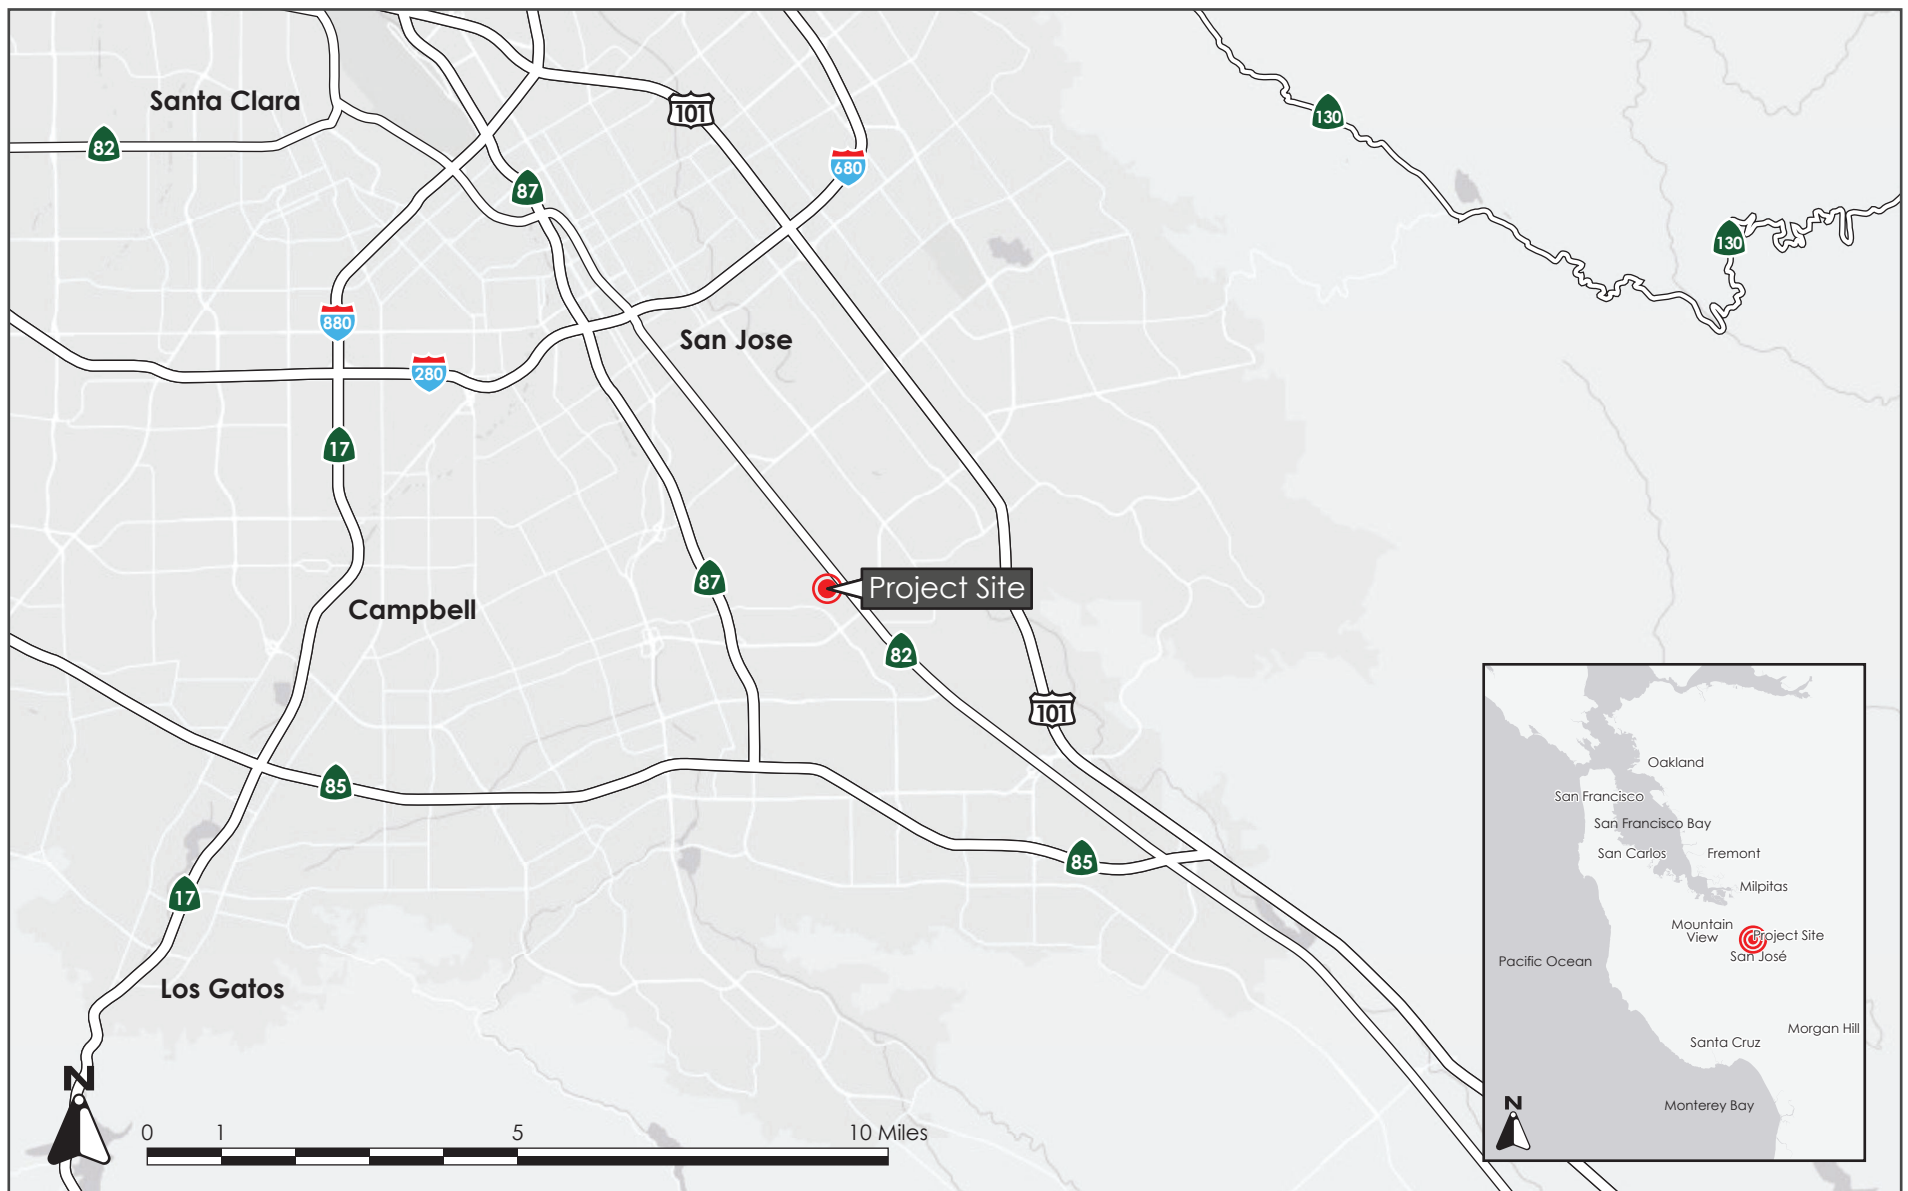 Santa Clara
101
130
82
680
87
130
880
San Jose
280
17
87
Project Site
Campbell
82
101
85
85
17
Los Gatos
N
0 1 5 10 Miles
Oakland
San Francisco
San Francisco Bay
San Carlos
Fremont
Milpitas
Mountain
View
Project Site
San José
Pacific Ocean
Morgan Hill
Santa Cruz
Monterey Bay
N